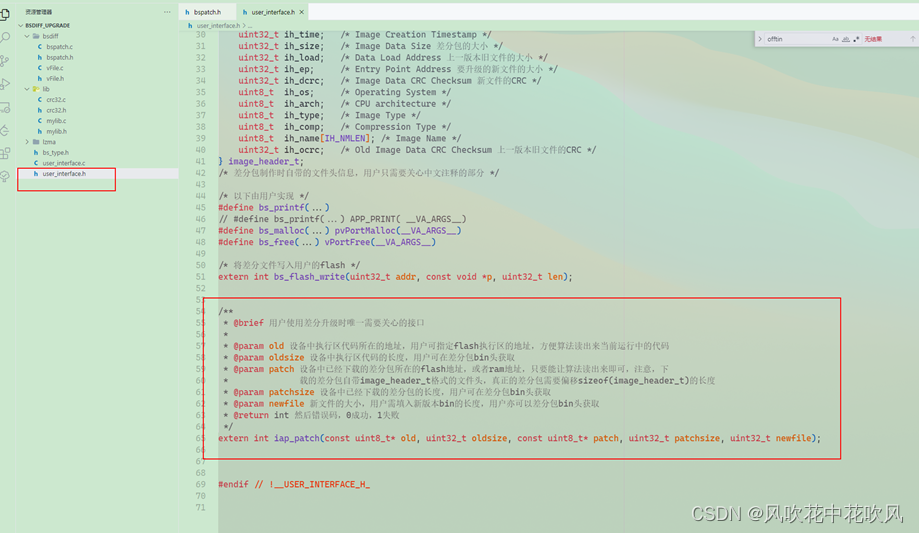 资源管理器
BSDIFF_UPGRADE
bsdiff
C bspatch.c
h bspatch.h
C vFile.c
h vFile.h
lib
C crc32.c
h crc32.h
C mylib.c
h mylib.h
lzma
h bs_type.h
C user_interface.c
h user_interface.h
h bspatch.h
h user_interface.h ×
h user_interface.h > ...
offtin
Aa ab .* 无结果
30 uint32_t ih_time; /* Image Creation Timestamp */
31 uint32_t ih_size; /* Image Data Size 差分包的大小 */
32 uint32_t ih_load; /* Data Load Address 上一版本旧文件的大小 */
33 uint32_t ih_ep; /* Entry Point Address 要升级的新文件的大小 */
34 uint32_t ih_dcrc; /* Image Data CRC Checksum 新文件的CRC */
35 uint8_t ih_os; /* Operating System */
36 uint8_t ih_arch; /* CPU architecture */
37 uint8_t ih_type; /* Image Type */
38 uint8_t ih_comp; /* Compression Type */
39 uint8_t ih_name[IH_NMLEN]; /* Image Name */
40 uint32_t ih_ocrc; /* Old Image Data CRC Checksum 上一版本旧文件的CRC */
41 } image_header_t;
42 /* 差分包制作时自带的文件头信息，用户只需要关心中文注释的部分 */
43
44 /* 以下由用户实现 */
45 #define bs_printf(...)
46 // #define bs_printf(...) APP_PRINT( __VA_ARGS__)
47 #define bs_malloc(...) pvPortMalloc(__VA_ARGS__)
48 #define bs_free(...) vPortFree(__VA_ARGS__)
49
50 /* 将差分文件写入用户的flash */
51 extern int bs_flash_write(uint32_t addr, const void *p, uint32_t len);
52
53
54 /**
55 * @brief 用户使用差分升级时唯一需要关心的接口
56 *
57 * @param old 设备中执行区代码所在的地址，用户可指定flash执行区的地址，方便算法读出来当前运行中的代码
58 * @param oldsize 设备中执行区代码的长度，用户可在差分包bin头获取
59 * @param patch 设备中已经下载的差分包所在的flash地址，或者ram地址，只要能让算法读出来即可，注意，下
60 * 载的差分包自带image_header_t格式的文件头，真正的差分包需要偏移sizeof(image_header_t)的长度
61 * @param patchsize 设备中已经下载的差分包的长度，用户可在差分包bin头获取
62 * @param newfile 新文件的大小，用户需填入新版本bin的长度，用户亦可以差分包bin头获取
63 * @return int 然后错误码，0成功，1失败
64 */
65 extern int iap_patch(const uint8_t* old, uint32_t oldsize, const uint8_t* patch, uint32_t patchsize, uint32_t newfile);
66
67
68
69 #endif // !__USER_INTERFACE_H_
70
71
CSDN @风吹花中花吹风